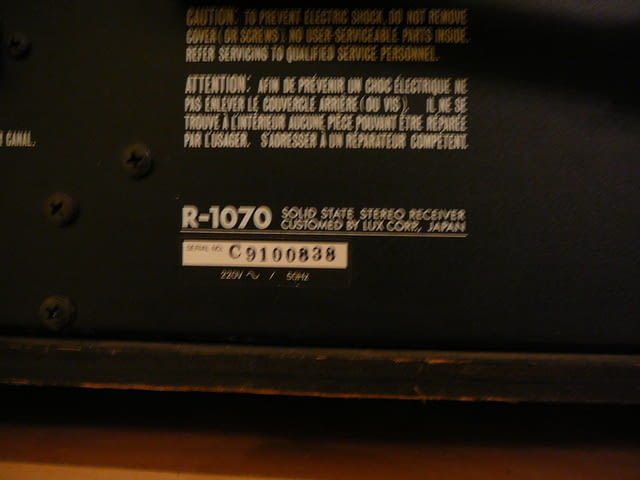 CAUTION: TO PREVENT ELECTRIC SHOCK, DO NOT REMOVE
COVER (OR SCREWS). NO USER-SERVICEABLE PARTS INSIDE.
REFER SERVICING TO QUALIFIED SERVICE PERSONNEL.
ATTENTION: AFIN DE PRÉVENIR UN CHOC ÉLECTRIQUE NE
PAS ENLEVER LE COUVERCLE ARRIÈRE (OU VIS). IL NE SE
TROUVE À L'INTÉRIEUR AUCUNE PIÈCE POUVANT ÊTRE RÉPARÉE
PAR L'USAGER. S'ADRESSER À UN RÉPARATEUR COMPÉTENT.
CANAL.
R-1070 SOLID STATE STEREO RECEIVER
CUSTOMED BY LUX CORP., JAPAN
SERIAL NO. C9100838
220V ∿ / 50HZ